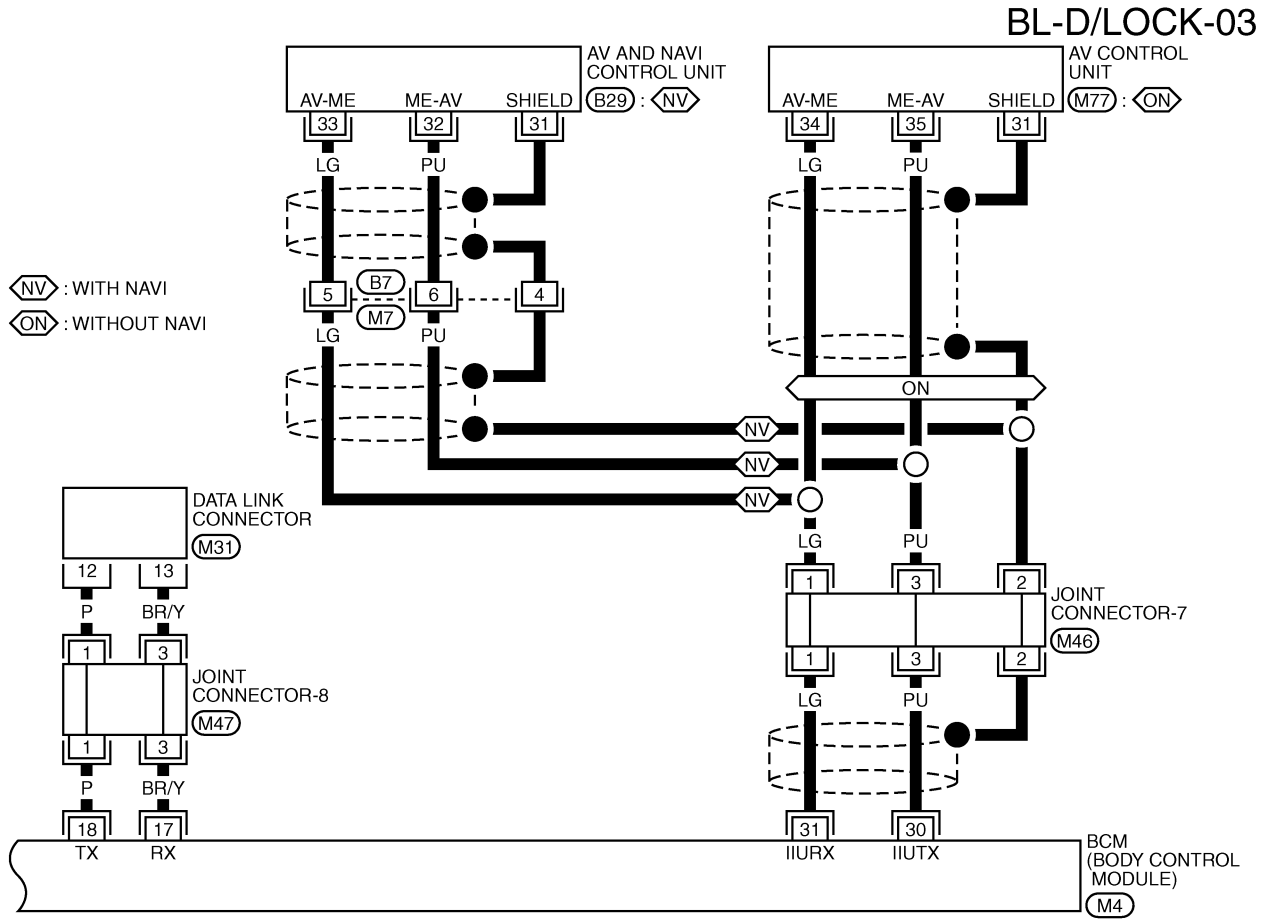 BL-D/LOCK-03
AV AND NAVI
CONTROL UNIT
B29 : NV
AV-ME ME-AV SHIELD
33 32 31
LG PU
AV CONTROL
UNIT
M77 : ON
AV-ME ME-AV SHIELD
34 35 31
LG PU
NV : WITH NAVI
ON : WITHOUT NAVI
5 B7 6 4
M7
LG PU
ON
NV
NV
NV
DATA LINK
CONNECTOR
M31
12 13
P BR/Y
1 3
JOINT
CONNECTOR-8
M47
1 3
P BR/Y
18 17
TX RX
LG PU
1 3 2
JOINT
CONNECTOR-7
M46
1 3 2
LG PU
31 30
IIURX IIUTX
BCM
(BODY CONTROL
MODULE)
M4